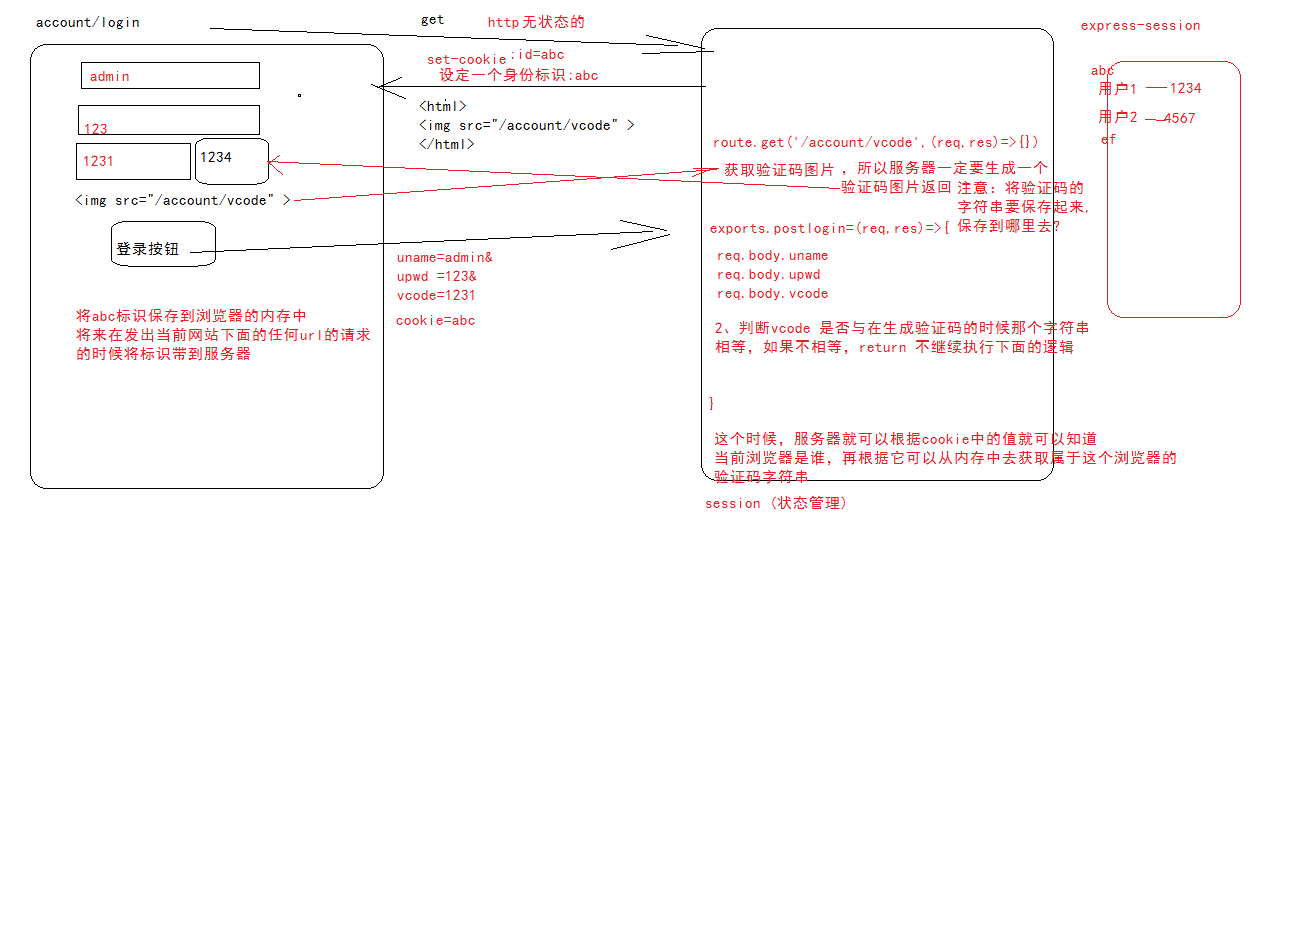 account/login
get
http无状态的
express-session
set-cookie:id=abc
设定一个身份标识:abc
<html>
<img src="/account/vcode" >
</html>
admin
123
1231
1234
<img src="/account/vcode" >
登录按钮
将abc标识保存到浏览器的内存中
将来在发出当前网站下面的任何url的请求
的时候将标识带到服务器
uname=admin&
upwd =123&
vcode=1231
cookie=abc
route.get('/account/vcode',(req,res)=>{})
获取验证码图片，所以服务器一定要生成一个
验证码图片返回
注意：将验证码的
字符串要保存起来，
保存到哪里去？
exports.postlogin=(req,res)=>{
req.body.uname
req.body.upwd
req.body.vcode
2、判断vcode 是否与在生成验证码的时候那个字符串
相等，如果不相等，return 不继续执行下面的逻辑
}
这个时候，服务器就可以根据cookie中的值就可以知道
当前浏览器是谁，再根据它可以从内存中去获取属于这个浏览器的
验证码字符串
session (状态管理)
abc
用户1 —— 1234
用户2 —— 4567
ef